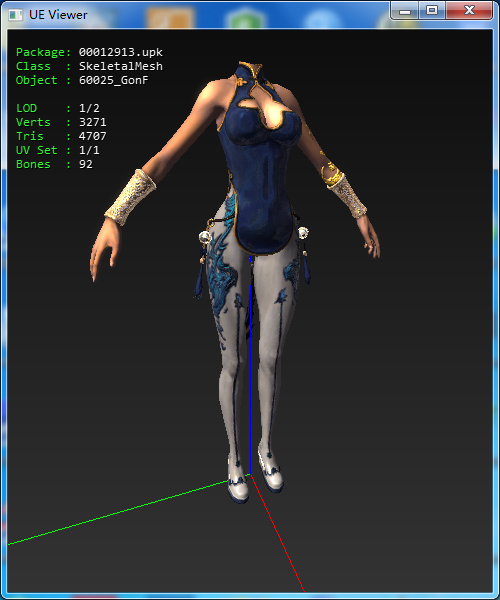 UE Viewer
Package: 00012913.upk
Class : SkeletalMesh
Object : 60025_GonF
LOD : 1/2
Verts : 3271
Tris : 4707
UV Set : 1/1
Bones : 92